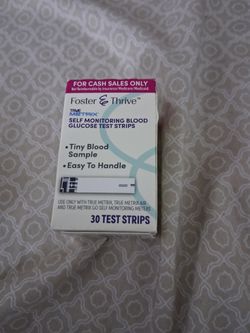 FOR CASH SALES ONLY
Not Reimbursable by Insurance/Medicare/Medicaid
Foster & Thrive™
TRUE
METRIX
SELF MONITORING BLOOD
GLUCOSE TEST STRIPS
• Tiny Blood
Sample
• Easy To Handle
USE ONLY WITH TRUE METRIX, TRUE METRIX AIR
AND TRUE METRIX GO SELF MONITORING METERS
30 TEST STRIPS